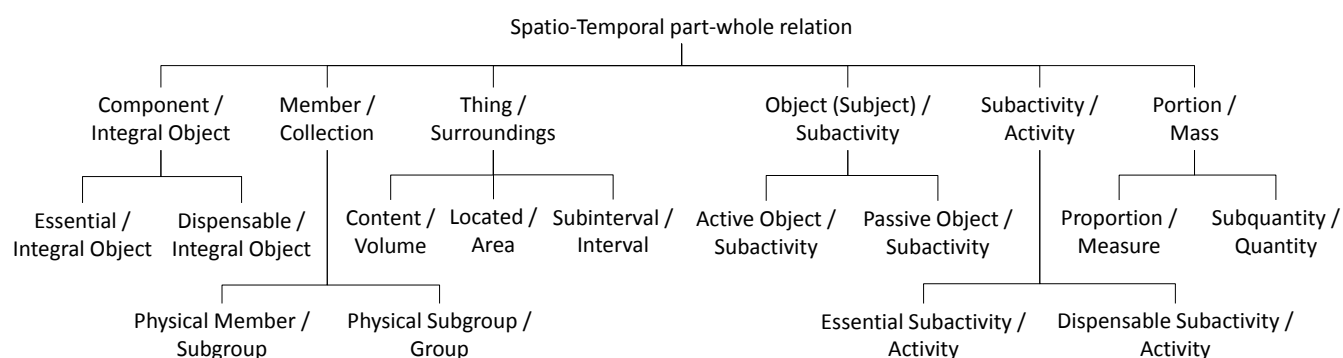 Spatio-Temporal part-whole relation
Component /
Integral Object
Member /
Collection
Thing /
Surroundings
Object (Subject) /
Subactivity
Subactivity /
Activity
Portion /
Mass
Essential /
Integral Object
Dispensable /
Integral Object
Content /
Volume
Located /
Area
Subinterval /
Interval
Active Object /
Subactivity
Passive Object /
Subactivity
Proportion /
Measure
Subquantity /
Quantity
Physical Member /
Subgroup
Physical Subgroup /
Group
Essential Subactivity /
Activity
Dispensable Subactivity /
Activity